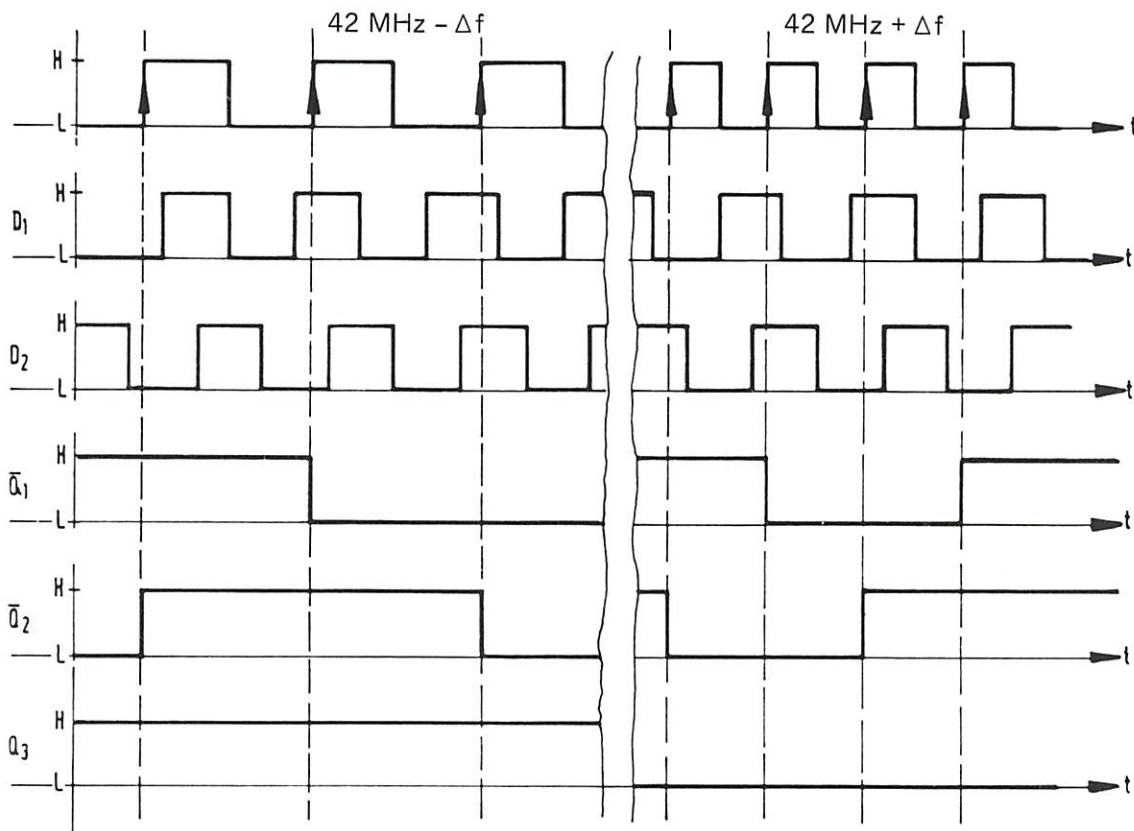 42 MHz – Δf 42 MHz + Δf
H
L t
H
D₁
L t
H
D₂
L t
H
Q̅₁
L t
H
Q̅₂
L t
H
Q₃
L t